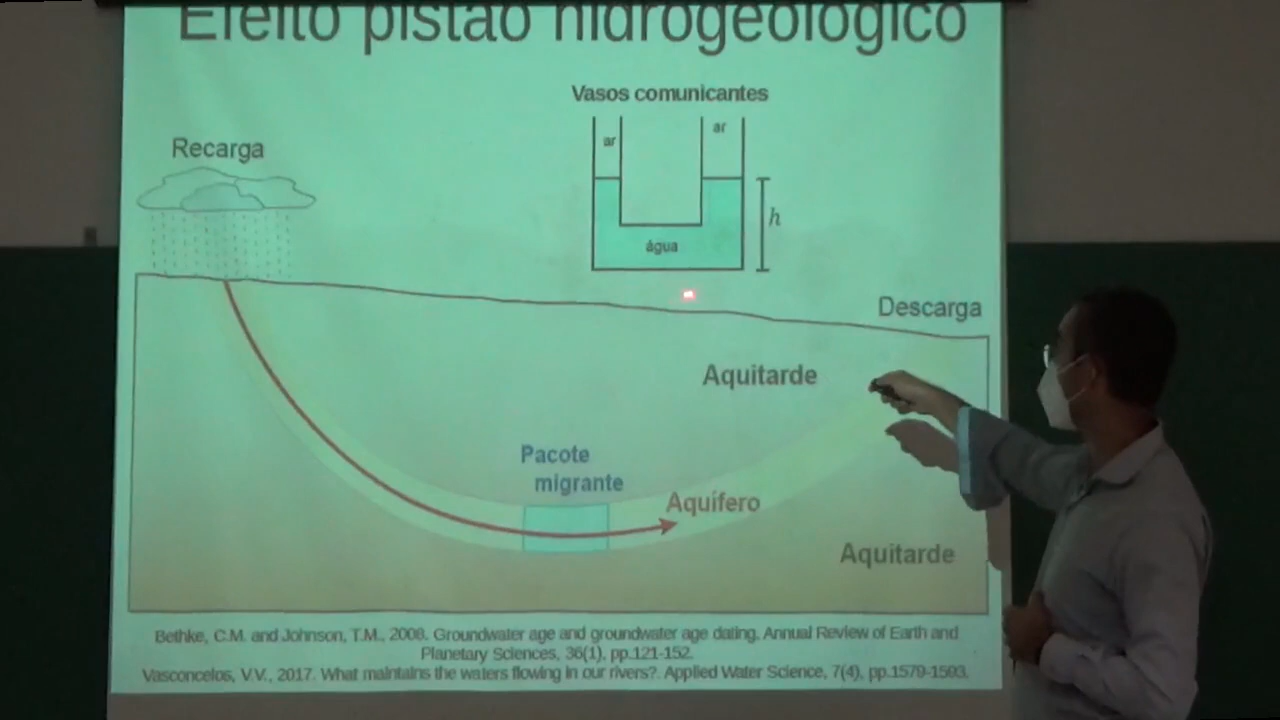 Efeito pistão hidrogeológico
Vasos comunicantes
ar
ar
Recarga
h
água
Descarga
Aquitarde
Pacote
migrante
Aquífero
Aquitarde
Bethke, C.M. and Johnson, T.M., 2008. Groundwater age and groundwater age dating. Annual Review of Earth and
Planetary Sciences, 36(1), pp.121-152.
Vasconcelos, V.V., 2017. What maintains the waters flowing in our rivers?. Applied Water Science, 7(4), pp.1579-1593.